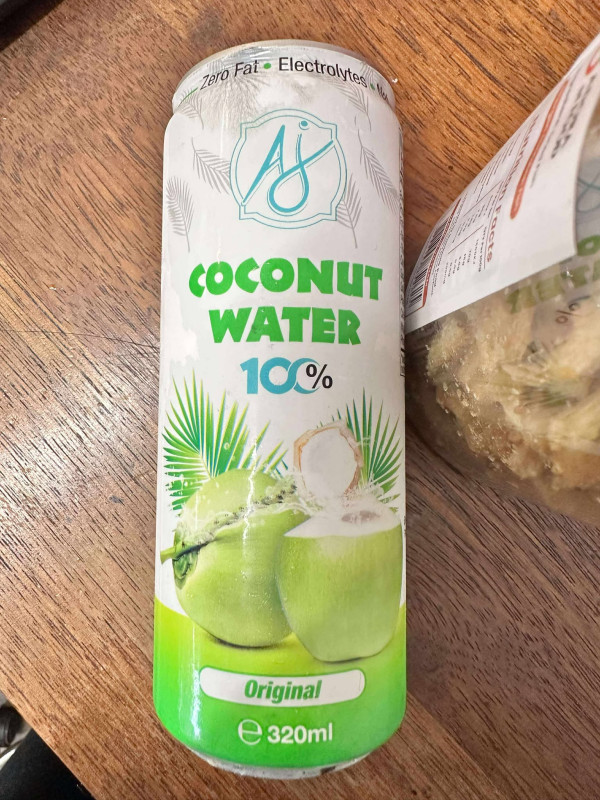 Zero Fat • Electrolytes •
Aj
COCONUT
WATER
100%
Original
℮ 320ml